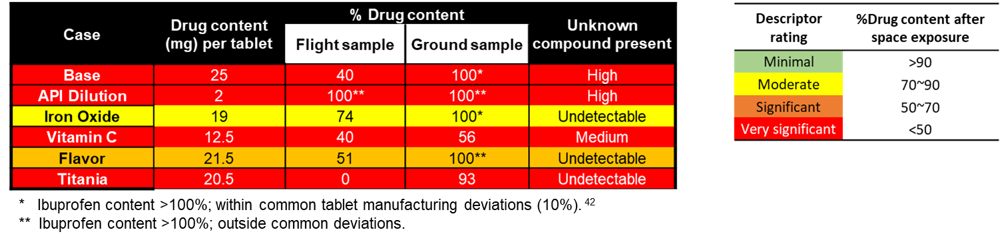 Case Drug content (mg) per tablet % Drug content Unknown compound present
Flight sample Ground sample
Base 25 40 100* High
API Dilution 2 100** 100** High
Iron Oxide 19 74 100* Undetectable
Vitamin C 12.5 40 56 Medium
Flavor 21.5 51 100** Undetectable
Titania 20.5 0 93 Undetectable
* Ibuprofen content >100%; within common tablet manufacturing deviations (10%). 42
** Ibuprofen content >100%; outside common deviations.
Descriptor rating %Drug content after space exposure
Minimal >90
Moderate 70~90
Significant 50~70
Very significant <50